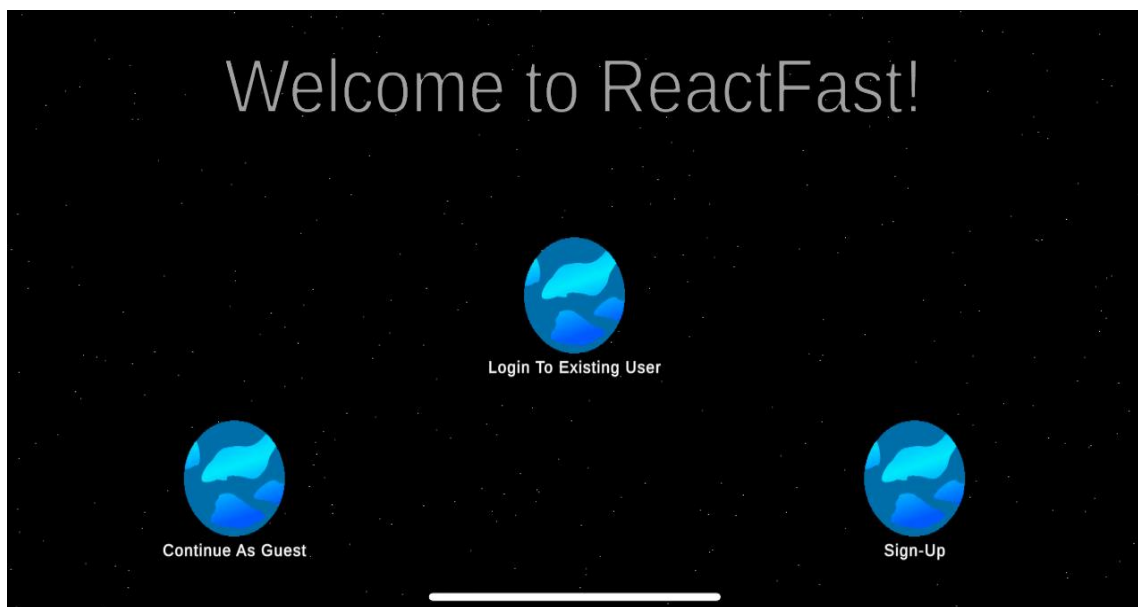 Welcome to ReactFast!
Login To Existing User
Continue As Guest
Sign-Up